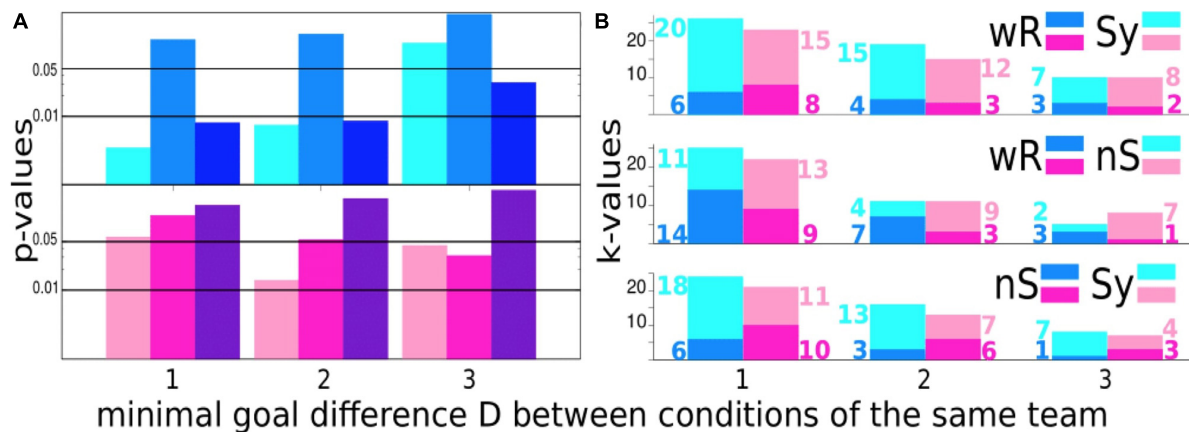 A
p-values
0.05
0.01
0.05
0.01
1 2 3
B
k-values
wR Sy
20
10
20 15
6 8
15 12
4 3
7 8
3 2
wR nS
20
10
11 13
14 9
4 9
7 3
2 7
3 1
nS Sy
20
10
18 11
6 10
13 7
3 6
7 4
1 3
1 2 3
minimal goal difference D between conditions of the same team